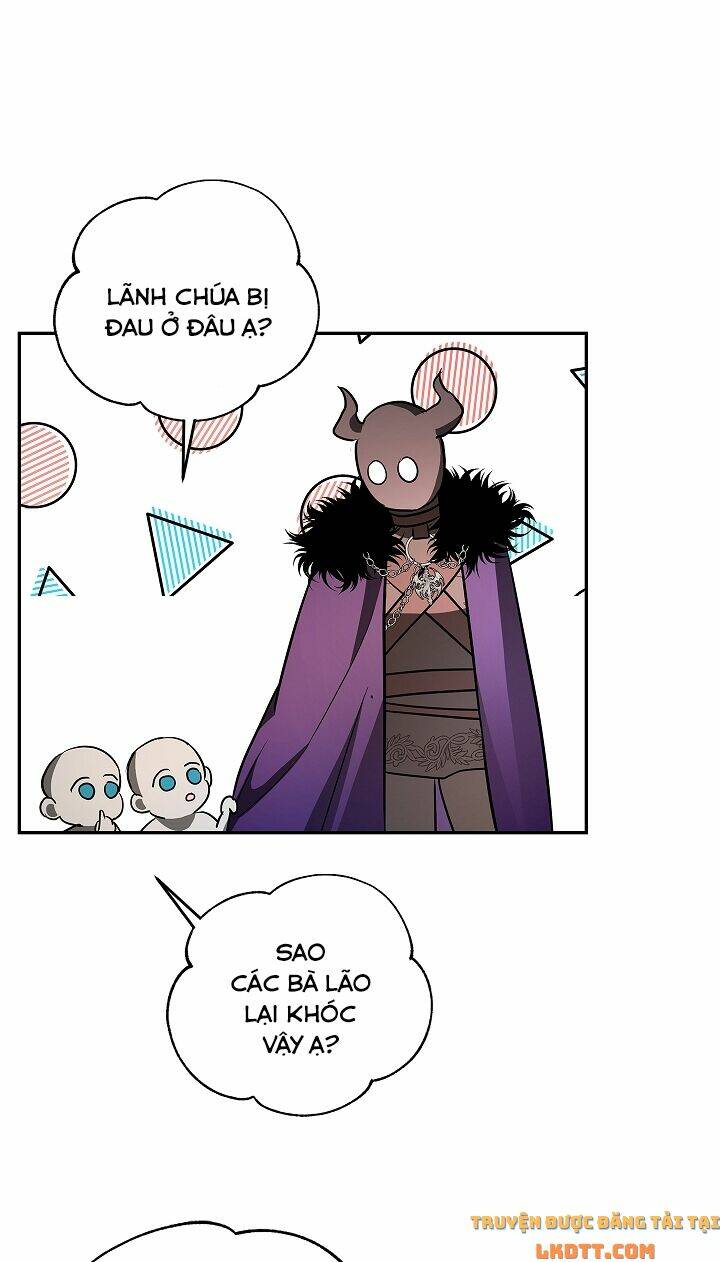 LÃNH CHÚA BỊ
ĐAU Ở ĐÂU Ạ?
SAO
CÁC BÀ LÃO
LẠI KHÓC
VẬY Ạ?
TRUYỆN ĐƯỢC ĐĂNG TẢI TẠI
LKDTT.COM